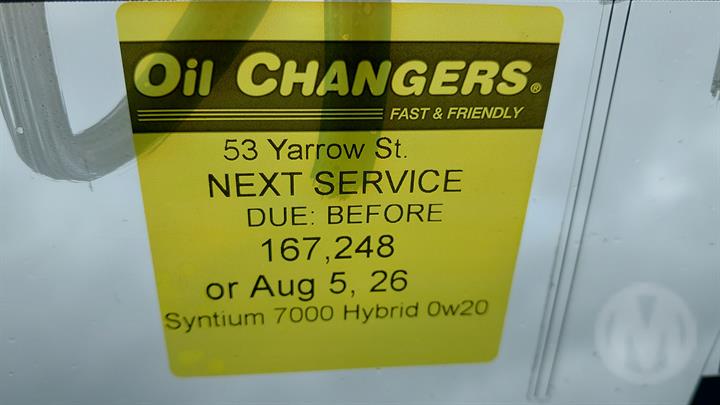 Oil CHANGERS®
FAST & FRIENDLY
53 Yarrow St.
NEXT SERVICE
DUE: BEFORE
167,248
or Aug 5, 26
Syntium 7000 Hybrid 0w20
M